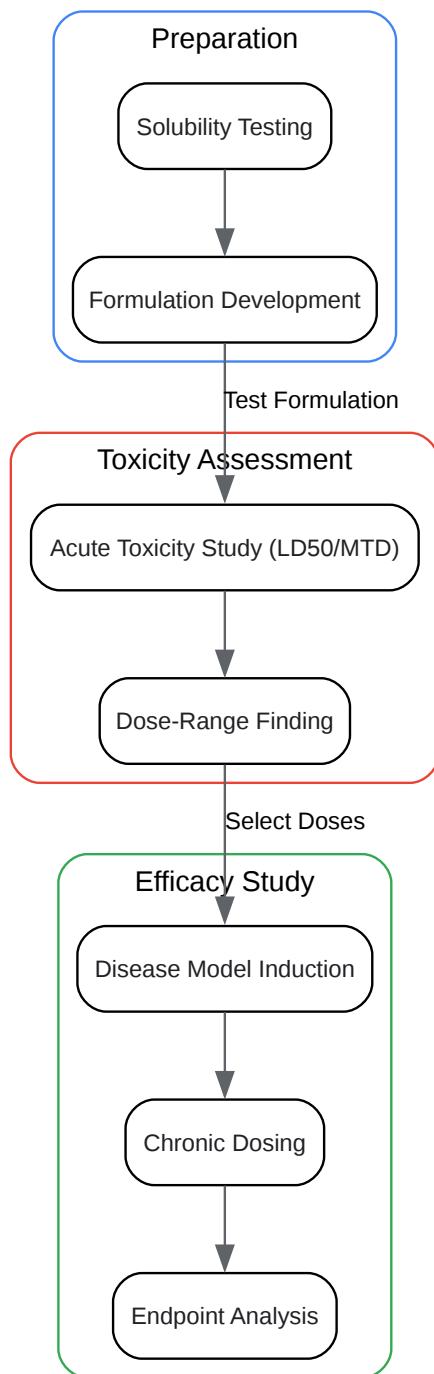 Preparation
Solubility Testing
Formulation Development
Test Formulation
Toxicity Assessment
Acute Toxicity Study (LD50/MTD)
Dose-Range Finding
Select Doses
Efficacy Study
Disease Model Induction
Chronic Dosing
Endpoint Analysis